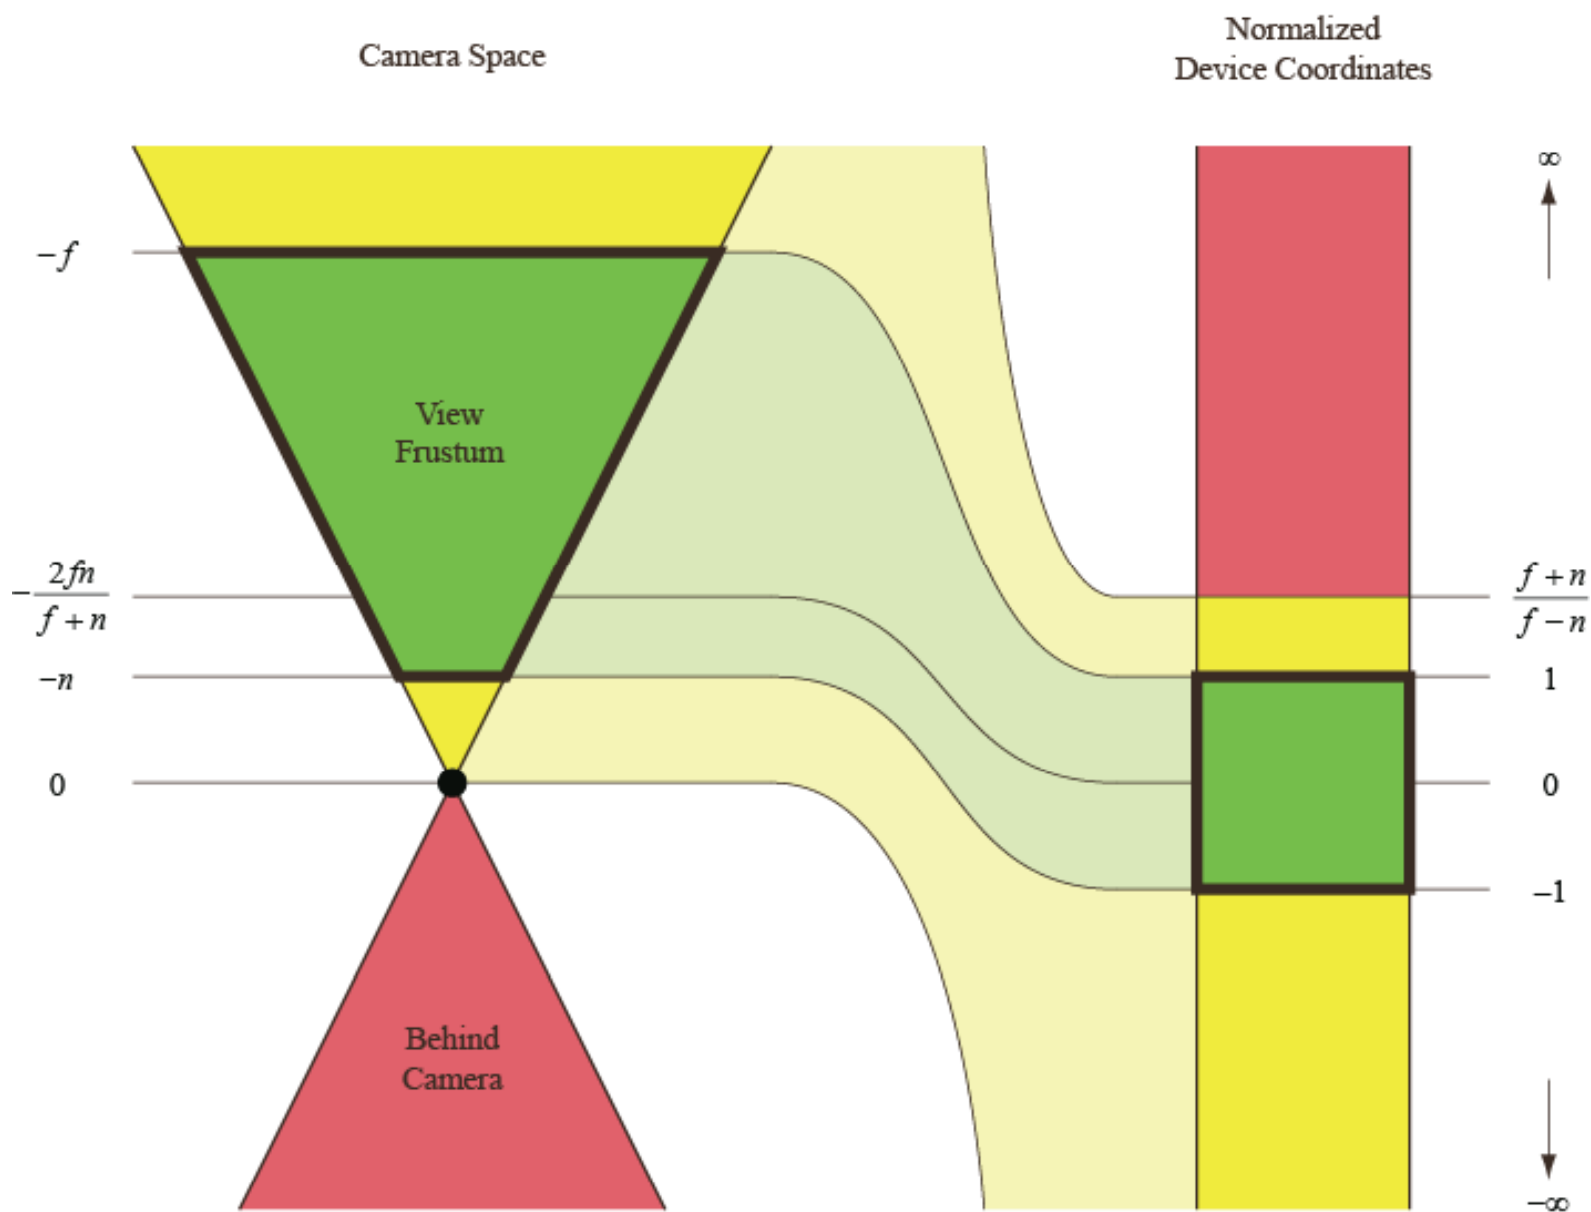 Camera Space
Normalized
Device Coordinates
∞
−f
View
Frustum
−2fn/(f + n)
f + n
f − n
−n
1
0
0
−1
Behind
Camera
−∞